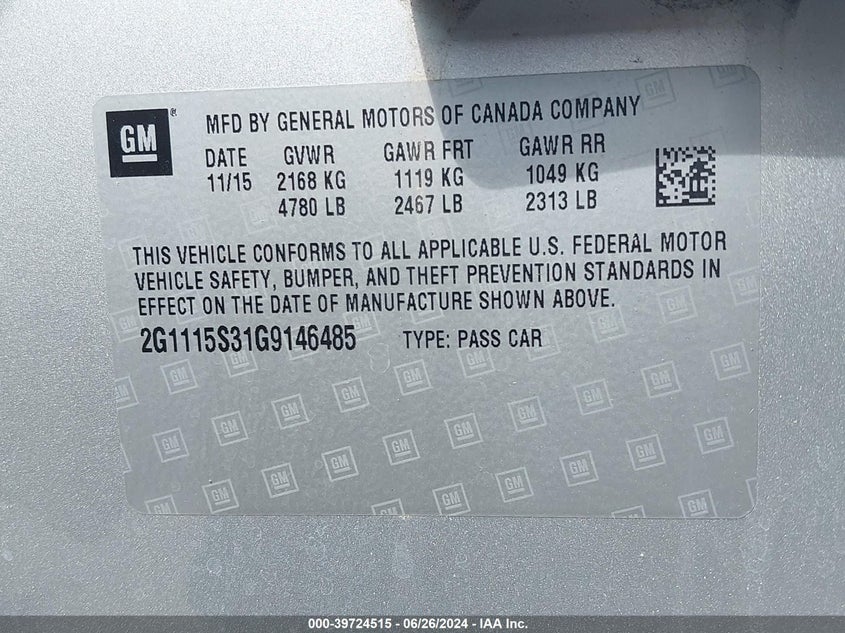 GM ® MFD BY GENERAL MOTORS OF CANADA COMPANY
DATE GVWR GAWR FRT GAWR RR
11/15 2168 KG 1119 KG 1049 KG
4780 LB 2467 LB 2313 LB
THIS VEHICLE CONFORMS TO ALL APPLICABLE U.S. FEDERAL MOTOR
VEHICLE SAFETY, BUMPER, AND THEFT PREVENTION STANDARDS IN
EFFECT ON THE DATE OF MANUFACTURE SHOWN ABOVE.
2G1115S31G9146485 TYPE: PASS CAR
000-39724515 - 06/26/2024 - IAA Inc.